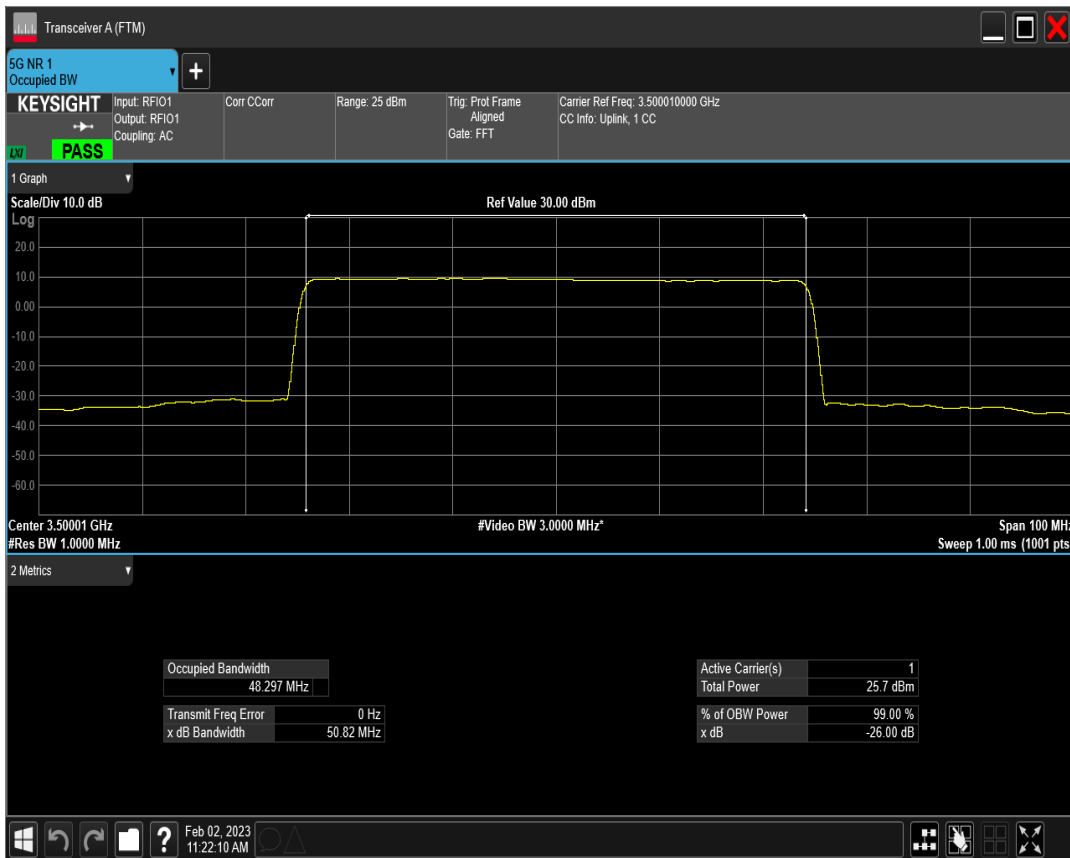 Transceiver A (FTM)
5G NR 1
Occupied BW
+
KEYSIGHT
LXI
PASS
Input: RFIO1
Output: RFIO1
Coupling: AC
Corr CCorr
Range: 25 dBm
Trig: Prot Frame
Aligned
Gate: FFT
Carrier Ref Freq: 3.500010000 GHz
CC Info: Uplink, 1 CC
1 Graph
Scale/Div 10.0 dB
Ref Value 30.00 dBm
Log
20.0
10.0
0.00
-10.0
-20.0
-30.0
-40.0
-50.0
-60.0
Center 3.50001 GHz
#Video BW 3.0000 MHz*
Span 100 MHz
#Res BW 1.0000 MHz
Sweep 1.00 ms (1001 pts
2 Metrics
Occupied Bandwidth
48.297 MHz
Transmit Freq Error 0 Hz
x dB Bandwidth 50.82 MHz
Active Carrier(s) 1
Total Power 25.7 dBm
% of OBW Power 99.00 %
x dB -26.00 dB
?
Feb 02, 2023
11:22:10 AM